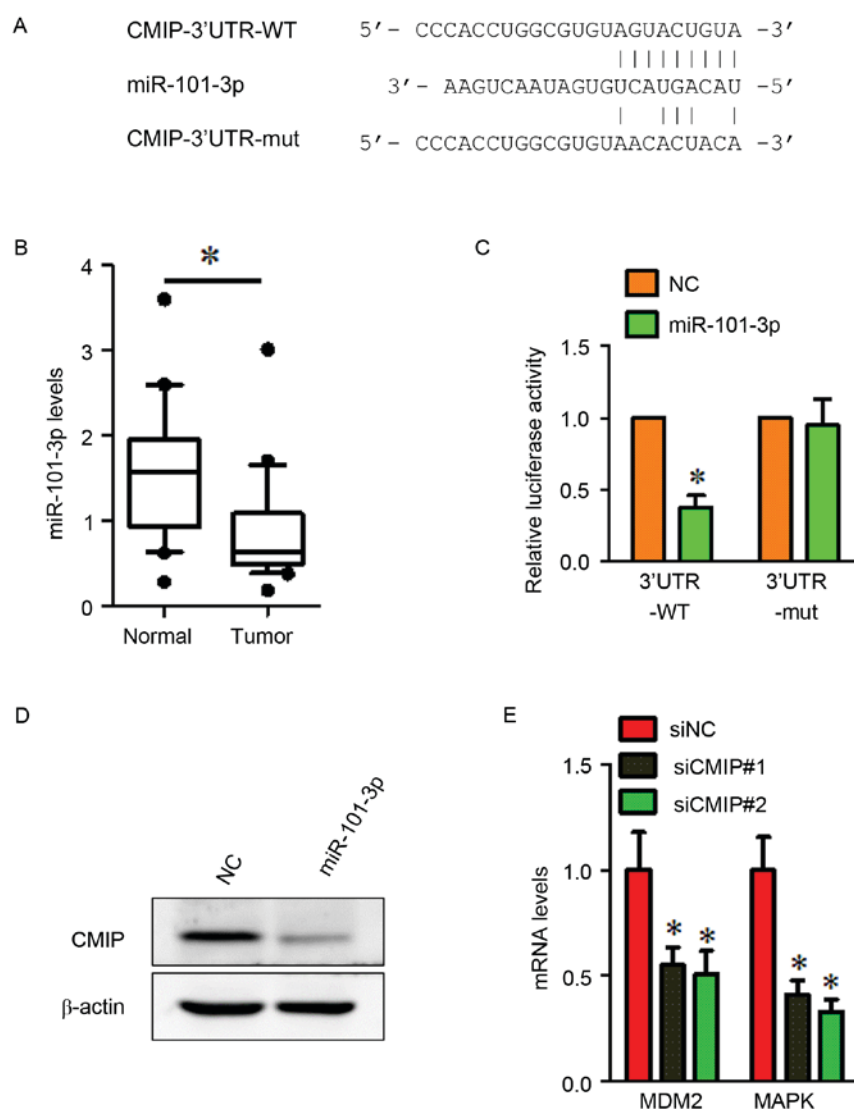 A
CMIP-3'UTR-WT 5'- CCCACCUGGCGUGUAGUACUGUA -3'
miR-101-3p 3'- AAGUCAAUAGUGUCAUGACAU -5'
CMIP-3'UTR-mut 5'- CCCACCUGGCGUGUAACACUACA -3'
B
*
4
3
2
1
0
miR-101-3p levels
Normal Tumor
C
NC
miR-101-3p
1.5
1.0
0.5
0.0
Relative luciferase activity
*
3'UTR 3'UTR
-WT -mut
D
NC miR-101-3p
CMIP
β-actin
E
siNC
siCMIP#1
siCMIP#2
1.5
1.0
0.5
0.0
mRNA levels
* * * *
MDM2 MAPK